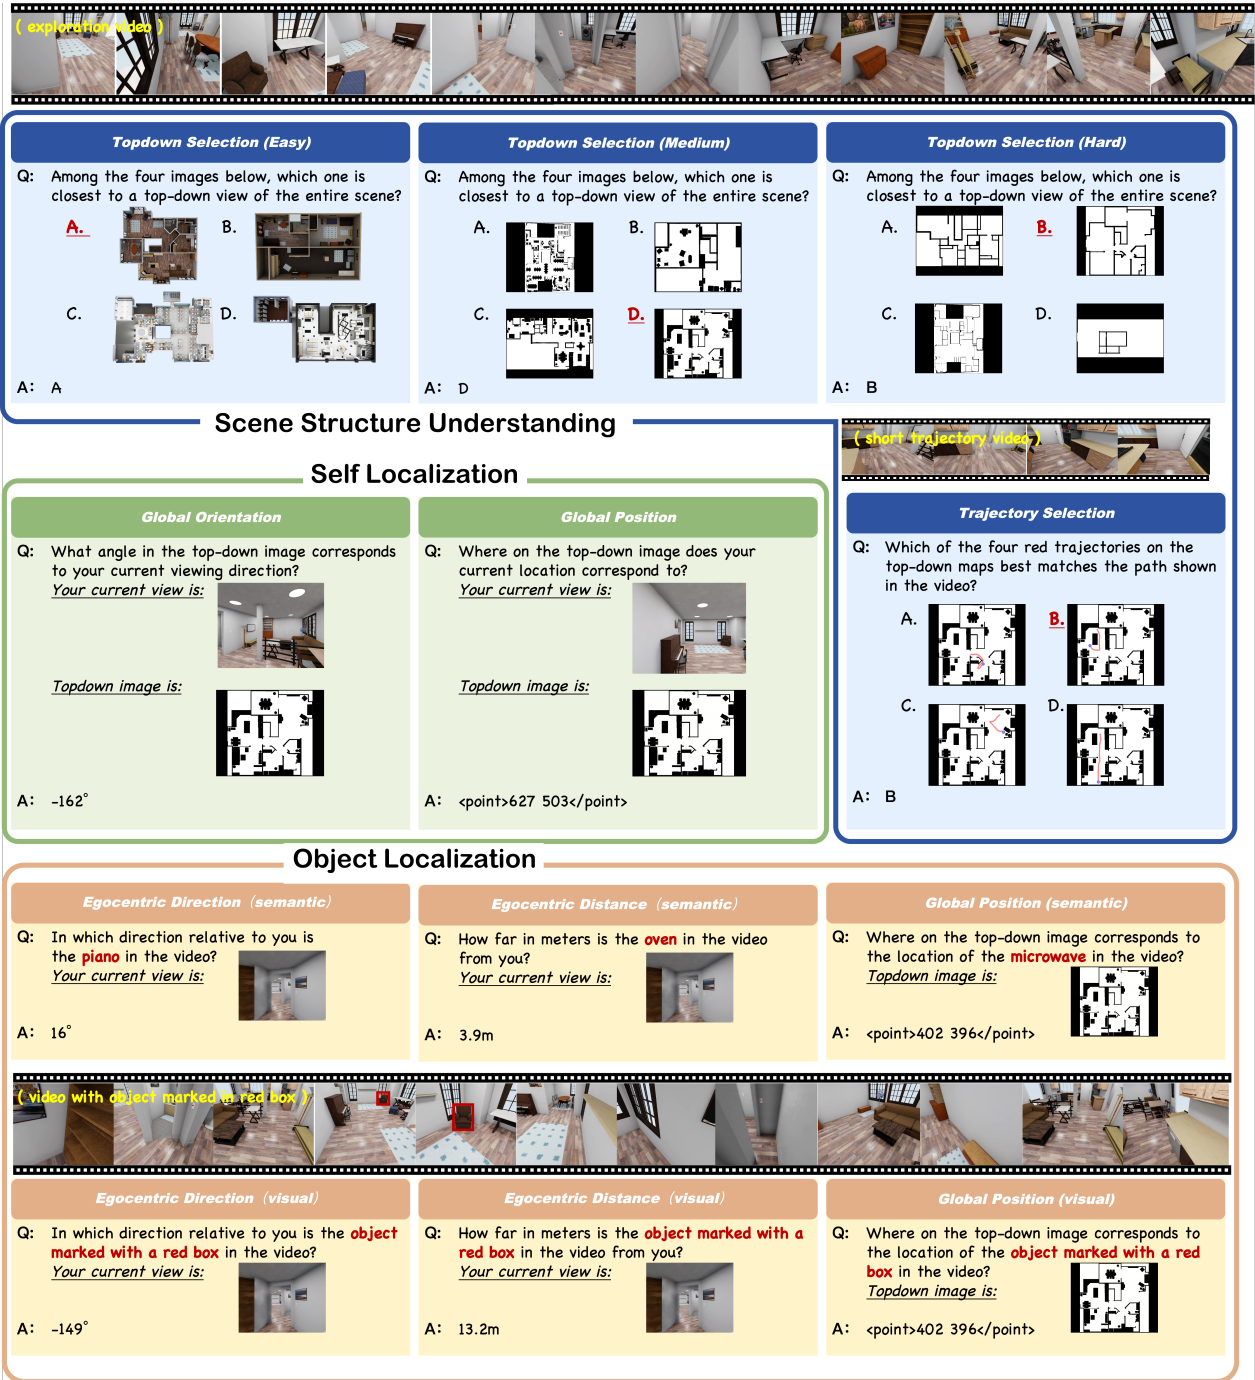 ( exploration video )
Topdown Selection (Easy)
Q: Among the four images below, which one is
closest to a top-down view of the entire scene?
A. B.
C. D.
A: A
Topdown Selection (Medium)
Q: Among the four images below, which one is
closest to a top-down view of the entire scene?
A. B.
C. D.
A: D
Topdown Selection (Hard)
Q: Among the four images below, which one is
closest to a top-down view of the entire scene?
A. B.
C. D.
A: B
Scene Structure Understanding
( short trajectory video )
Trajectory Selection
Q: Which of the four red trajectories on the
top-down maps best matches the path shown
in the video?
A. B.
C. D.
A: B
Self Localization
Global Orientation
Q: What angle in the top-down image corresponds
to your current viewing direction?
Your current view is:
Topdown image is:
A: -162°
Global Position
Q: Where on the top-down image does your
current location correspond to?
Your current view is:
Topdown image is:
A: <point>627 503</point>
Object Localization
Egocentric Direction (semantic)
Q: In which direction relative to you is
the piano in the video?
Your current view is:
A: 16°
Egocentric Distance (semantic)
Q: How far in meters is the oven in the video
from you?
Your current view is:
A: 3.9m
Global Position (semantic)
Q: Where on the top-down image corresponds to
the location of the microwave in the video?
Topdown image is:
A: <point>402 396</point>
( video with object marked in red box )
Egocentric Direction (visual)
Q: In which direction relative to you is the object
marked with a red box in the video?
Your current view is:
A: -149°
Egocentric Distance (visual)
Q: How far in meters is the object marked with a
red box in the video from you?
Your current view is:
A: 13.2m
Global Position (visual)
Q: Where on the top-down image corresponds to
the location of the object marked with a red
box in the video?
Topdown image is:
A: <point>402 396</point>